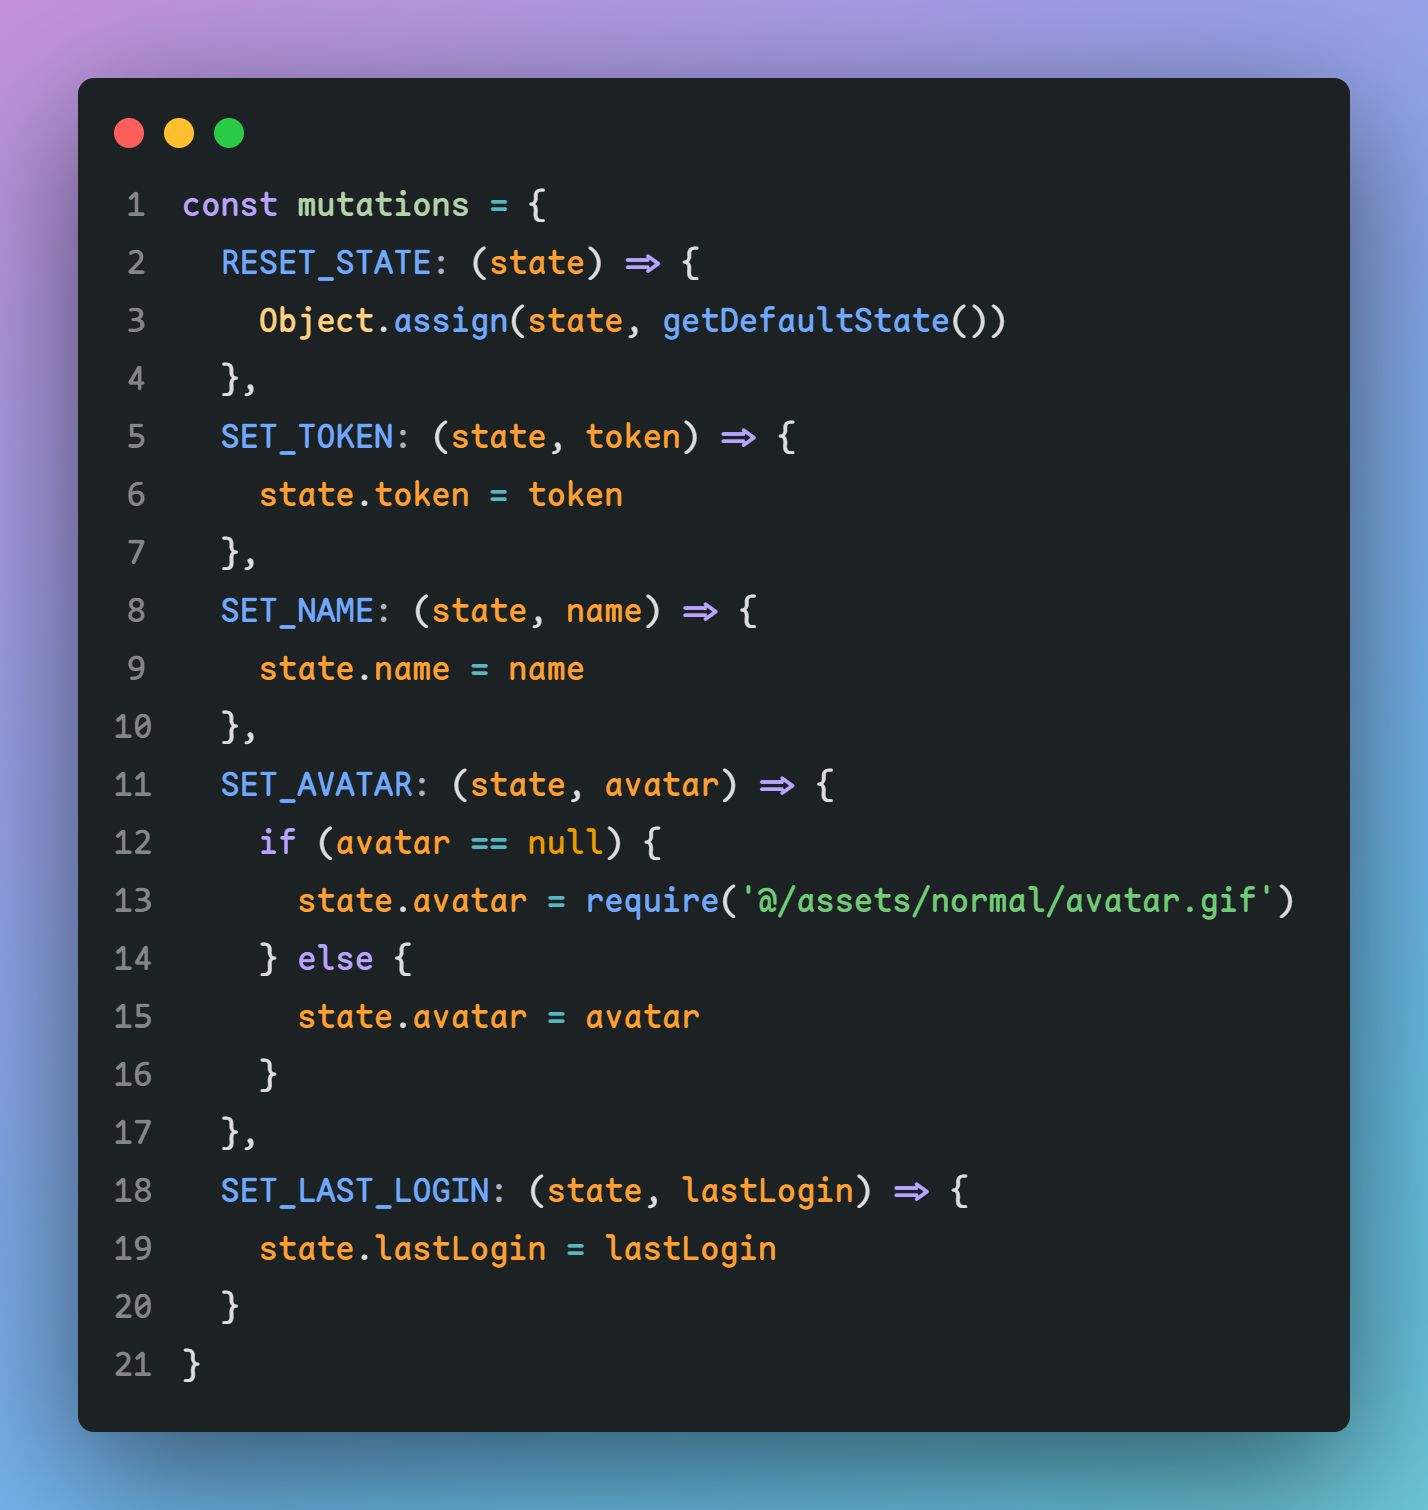 1 const mutations = {
2   RESET_STATE: (state) => {
3     Object.assign(state, getDefaultState())
4   },
5   SET_TOKEN: (state, token) => {
6     state.token = token
7   },
8   SET_NAME: (state, name) => {
9     state.name = name
10   },
11   SET_AVATAR: (state, avatar) => {
12     if (avatar == null) {
13       state.avatar = require('@/assets/normal/avatar.gif')
14     } else {
15       state.avatar = avatar
16     }
17   },
18   SET_LAST_LOGIN: (state, lastLogin) => {
19     state.lastLogin = lastLogin
20   }
21 }